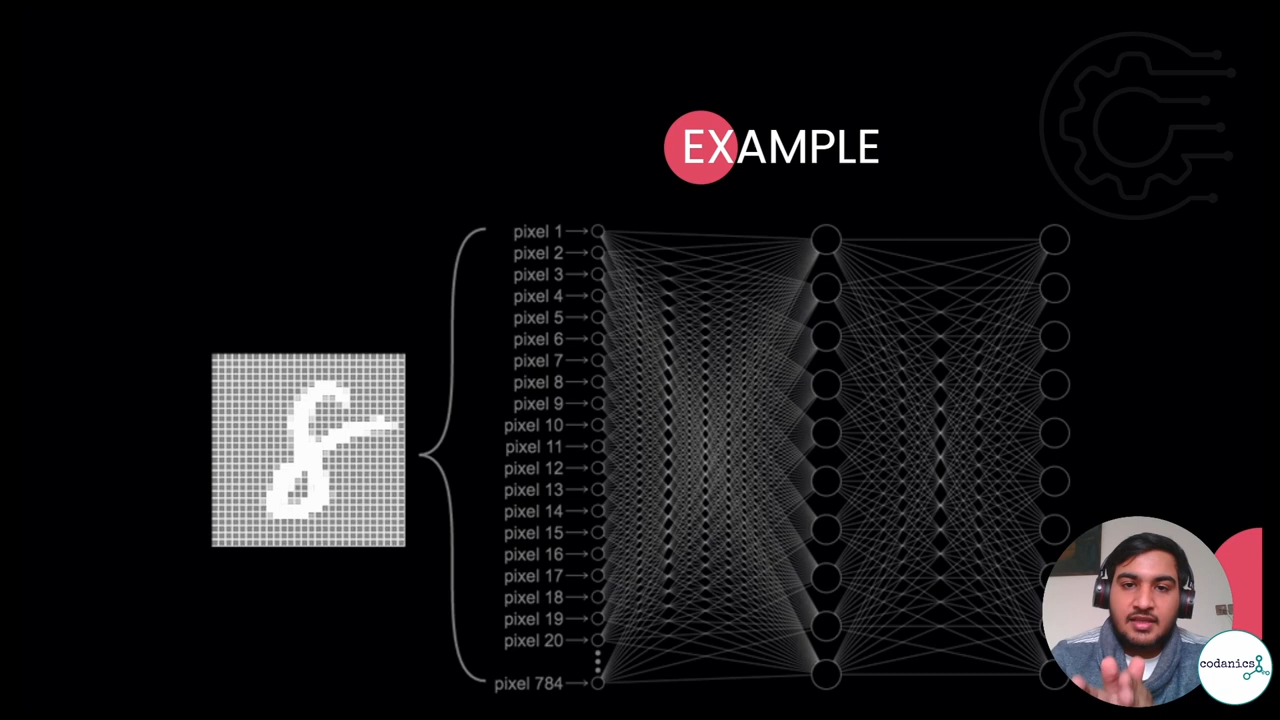 EXAMPLE
pixel 1
pixel 2
pixel 3
pixel 4
pixel 5
pixel 6
pixel 7
pixel 8
pixel 9
pixel 10
pixel 11
pixel 12
pixel 13
pixel 14
pixel 15
pixel 16
pixel 17
pixel 18
pixel 19
pixel 20
pixel 784
8
codanics